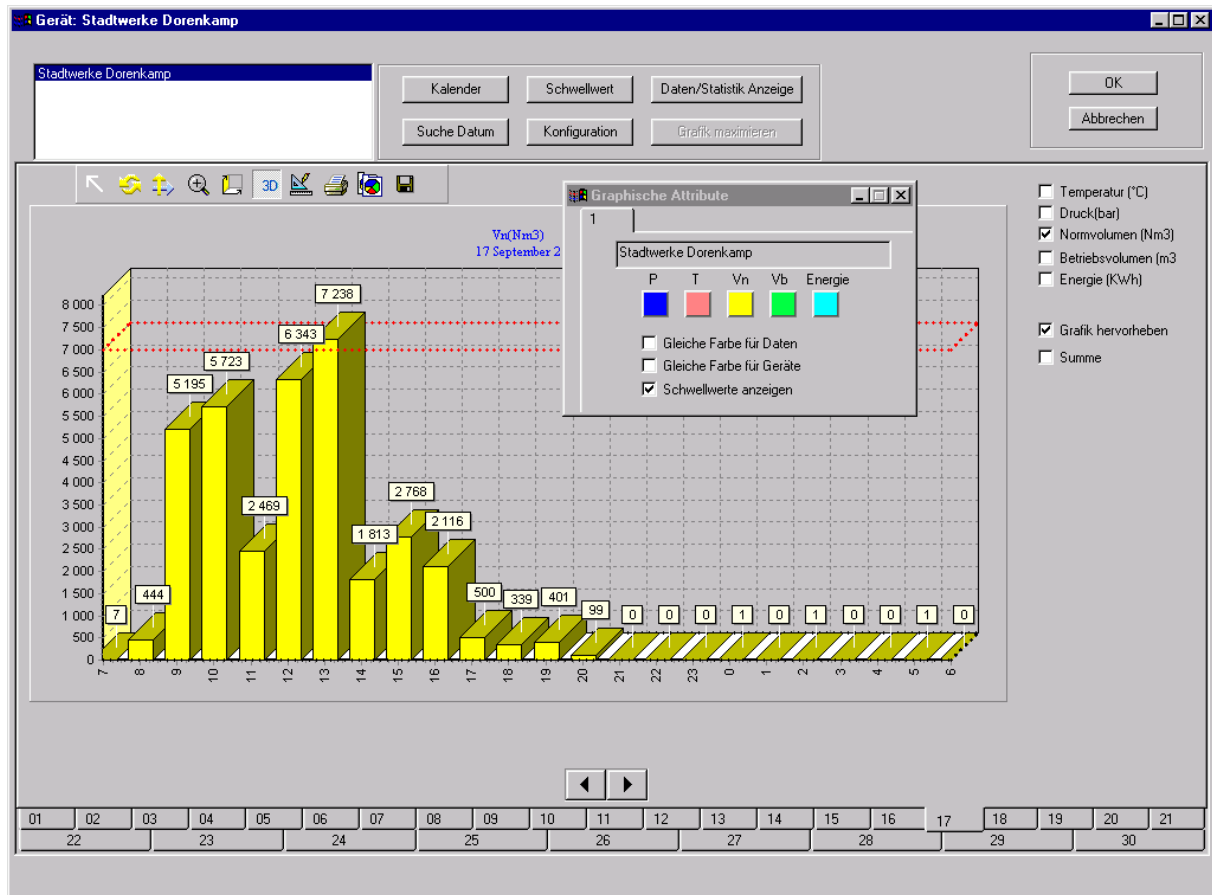 Gerät: Stadtwerke Dorenkamp
Stadtwerke Dorenkamp
Kalender
Schwellwert
Daten/Statistik Anzeige
Suche Datum
Konfiguration
Grafik maximieren
OK
Abbrechen
3D
Vn(Nm3)
17 September 2
Graphische Attribute
1
Stadtwerke Dorenkamp
P T Vn Vb Energie
Gleiche Farbe für Daten
Gleiche Farbe für Geräte
Schwellwerte anzeigen
Temperatur (°C)
Druck(bar)
Normvolumen (Nm3)
Betriebsvolumen (m3
Energie (KWh)
Grafik hervorheben
Summe
8 000
7 500
7 000
6 500
6 000
5 500
5 000
4 500
4 000
3 500
3 000
2 500
2 000
1 500
1 000
500
0
7
444
5 195
5 723
2 469
6 343
7 238
1 813
2 768
2 116
500
339
401
99
0
0
0
1
0
1
0
0
1
0
7 8 9 10 11 12 13 14 15 16 17 18 19 20 21 22 23 0 1 2 3 4 5 6
01 02 03 04 05 06 07 08 09 10 11 12 13 14 15 16 17 18 19 20 21
22 23 24 25 26 27 28 29 30